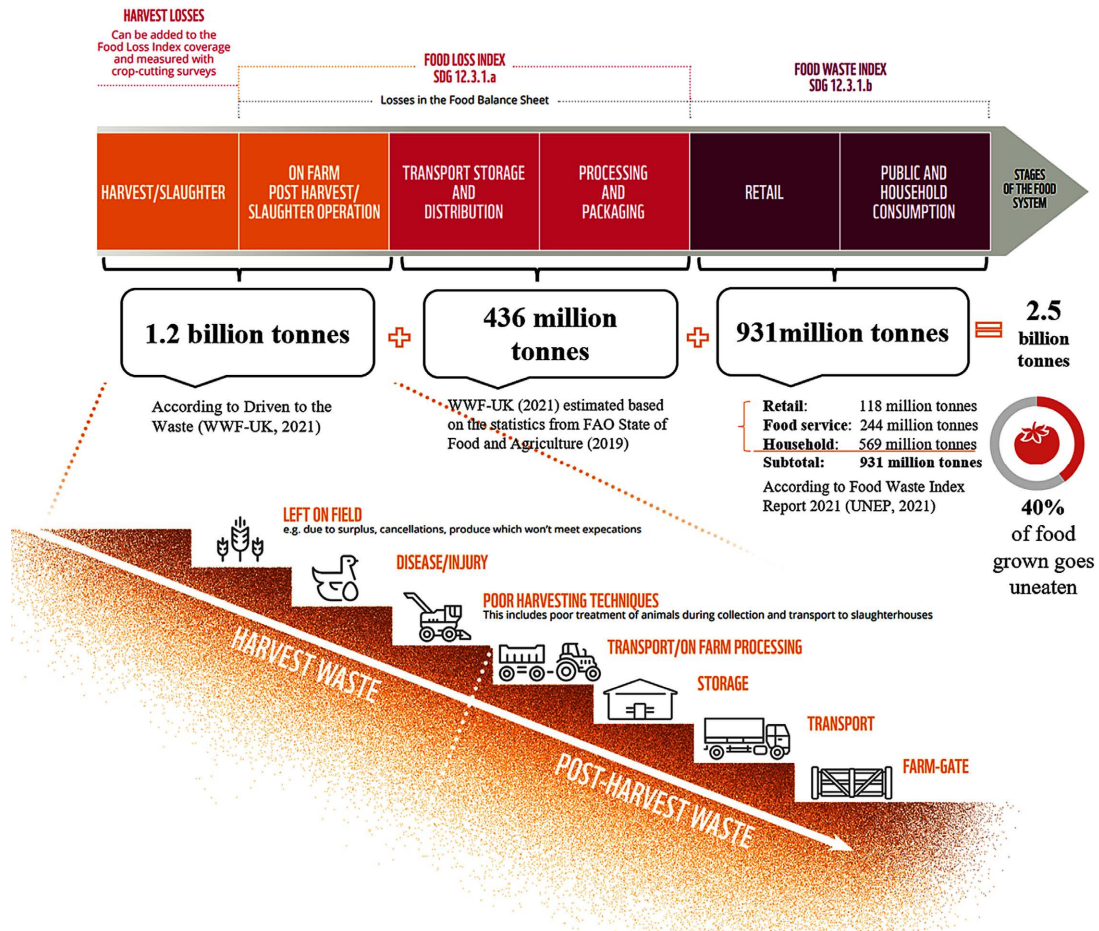 HARVEST LOSSES
Can be added to the
Food Loss Index coverage
and measured with
crop-cutting surveys
FOOD LOSS INDEX
SDG 12.3.1.a
Losses in the Food Balance Sheet
FOOD WASTE INDEX
SDG 12.3.1.b
HARVEST/SLAUGHTER
ON FARM
POST HARVEST/
SLAUGHTER OPERATION
TRANSPORT STORAGE
AND
DISTRIBUTION
PROCESSING
AND
PACKAGING
RETAIL
PUBLIC AND
HOUSEHOLD
CONSUMPTION
STAGES
OF THE FOOD
SYSTEM
1.2 billion tonnes
+
436 million
tonnes
+
931million tonnes
=
2.5
billion
tonnes
According to Driven to the
Waste (WWF-UK, 2021)
WWF-UK (2021) estimated based
on the statistics from FAO State of
Food and Agriculture (2019)
Retail: 118 million tonnes
Food service: 244 million tonnes
Household: 569 million tonnes
Subtotal: 931 million tonnes
According to Food Waste Index
Report 2021 (UNEP, 2021)
40%
of food
grown goes
uneaten
LEFT ON FIELD
e.g. due to surplus, cancellations, produce which won't meet expecations
DISEASE/INJURY
POOR HARVESTING TECHNIQUES
This includes poor treatment of animals during collection and transport to slaughterhouses
TRANSPORT/ON FARM PROCESSING
STORAGE
TRANSPORT
FARM-GATE
HARVEST WASTE
POST-HARVEST WASTE